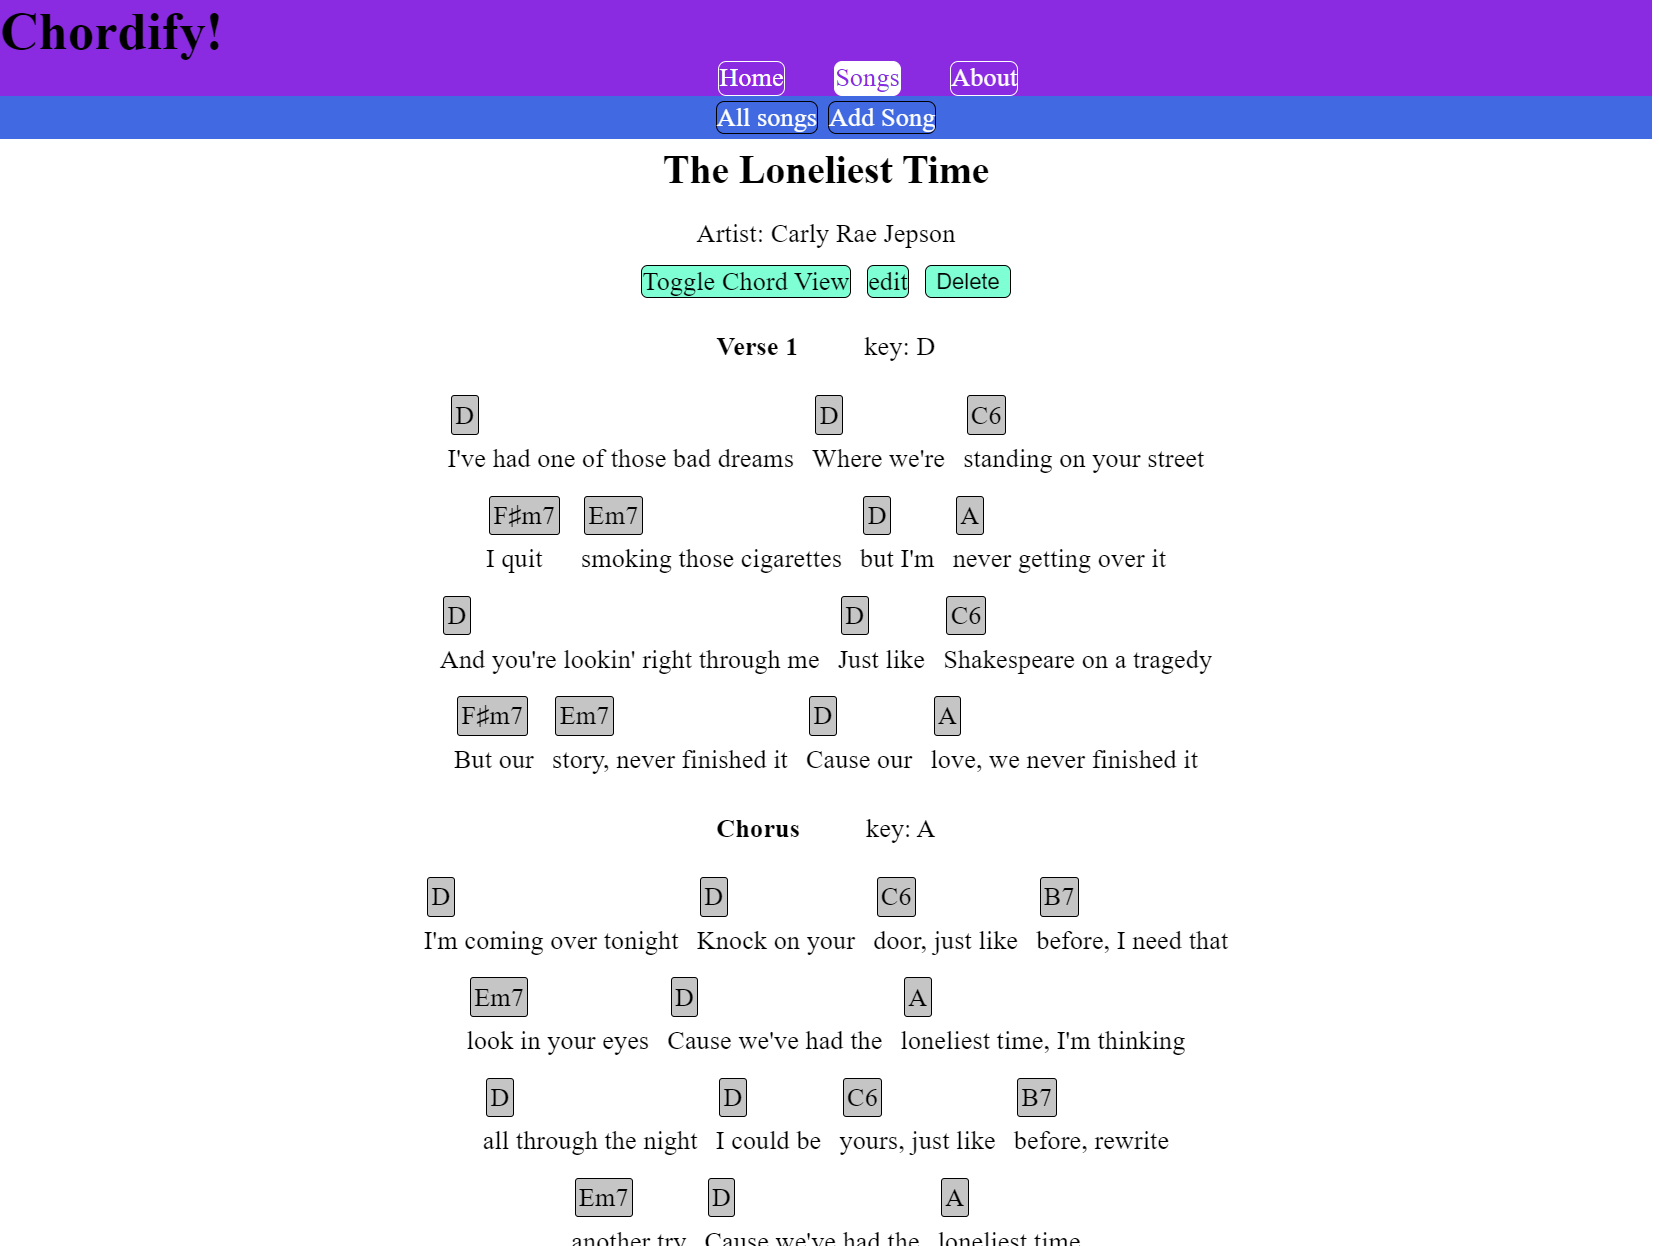 Chordify!
Home Songs About
All songs Add Song
The Loneliest Time
Artist: Carly Rae Jepson
Toggle Chord View edit Delete
Verse 1 key: D
D D C6
I've had one of those bad dreams Where we're standing on your street
F♯m7 Em7 D A
I quit smoking those cigarettes but I'm never getting over it
D D C6
And you're lookin' right through me Just like Shakespeare on a tragedy
F♯m7 Em7 D A
But our story, never finished it Cause our love, we never finished it
Chorus key: A
D D C6 B7
I'm coming over tonight Knock on your door, just like before, I need that
Em7 D A
look in your eyes Cause we've had the loneliest time, I'm thinking
D D C6 B7
all through the night I could be yours, just like before, rewrite
Em7 D A
another try Cause we've had the loneliest time